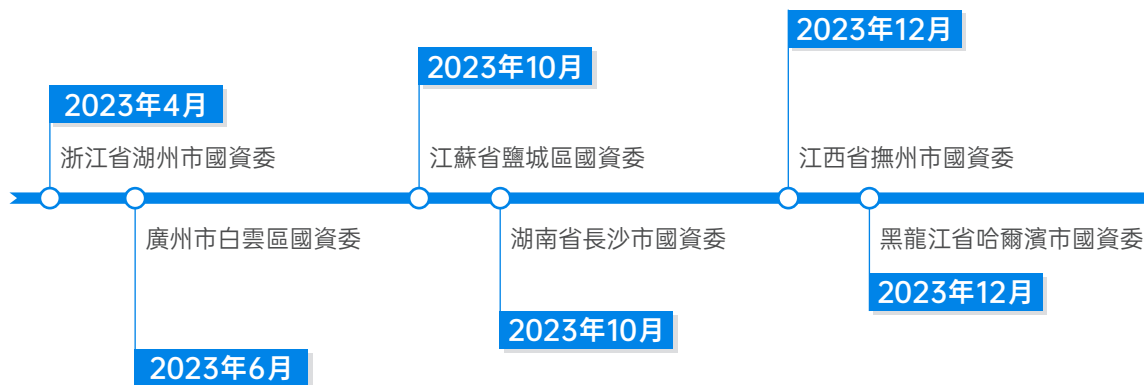 2023年4月
浙江省湖州市國資委
廣州市白雲區國資委
2023年6月
2023年10月
江蘇省鹽城區國資委
湖南省長沙市國資委
2023年10月
2023年12月
江西省撫州市國資委
黑龍江省哈爾濱市國資委
2023年12月